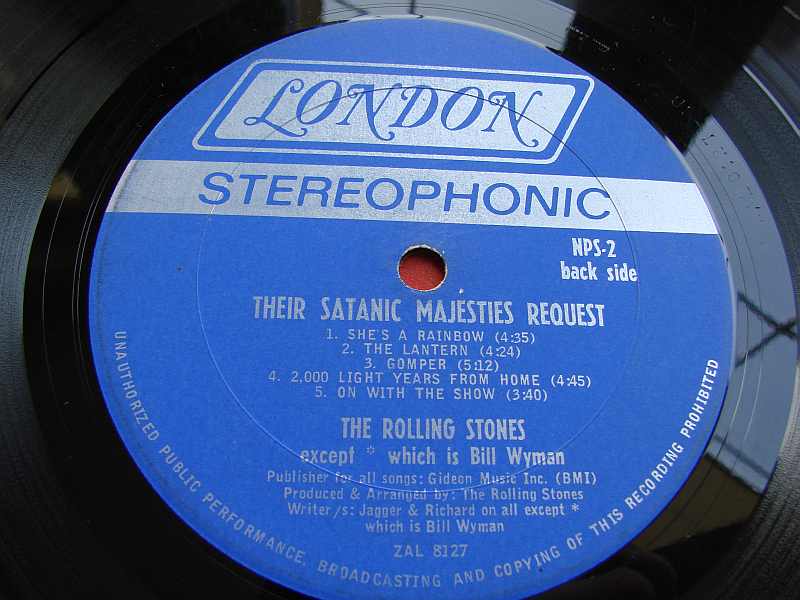 LONDON
STEREOPHONIC
NPS-2
back side
THEIR SATANIC MAJESTIES REQUEST
1. SHE'S A RAINBOW (4:35)
2. THE LANTERN (4:24)
3. GOMPER (5:12)
4. 2,000 LIGHT YEARS FROM HOME (4:45)
5. ON WITH THE SHOW (3:40)
THE ROLLING STONES
except * which is Bill Wyman
Publisher for all songs: Gideon Music Inc. (BMI)
Produced & Arranged by: The Rolling Stones
Writer/s: Jagger & Richard on all except *
which is Bill Wyman
ZAL 8127
UNAUTHORIZED PUBLIC PERFORMANCE, BROADCASTING AND COPYING OF THIS RECORDING PROHIBITED